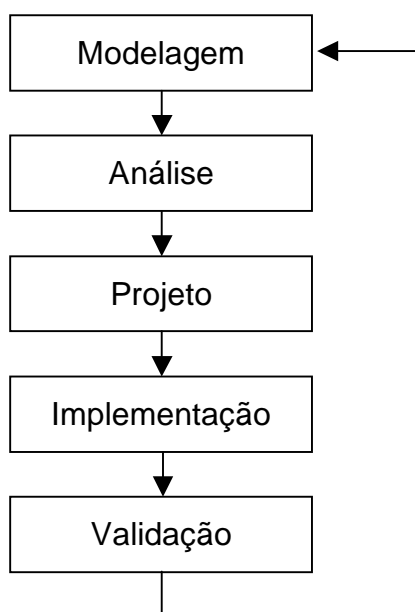 Modelagem
Análise
Projeto
Implementação
Validação